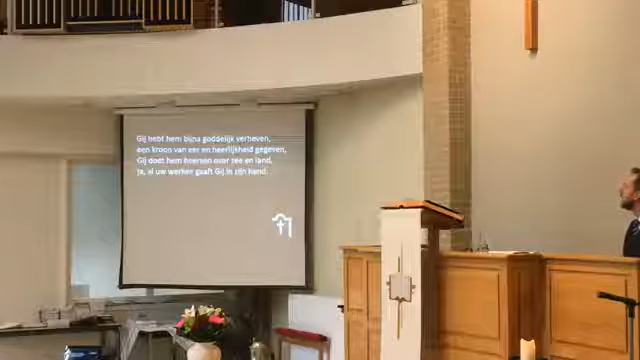 Gij hebt hem bijna goddelijk verheven,
een kroon van eer en heerlijkheid gegeven,
Gij doet hem heersen over zee en land,
ja, al uw werken gaaft Gij in zijn hand.